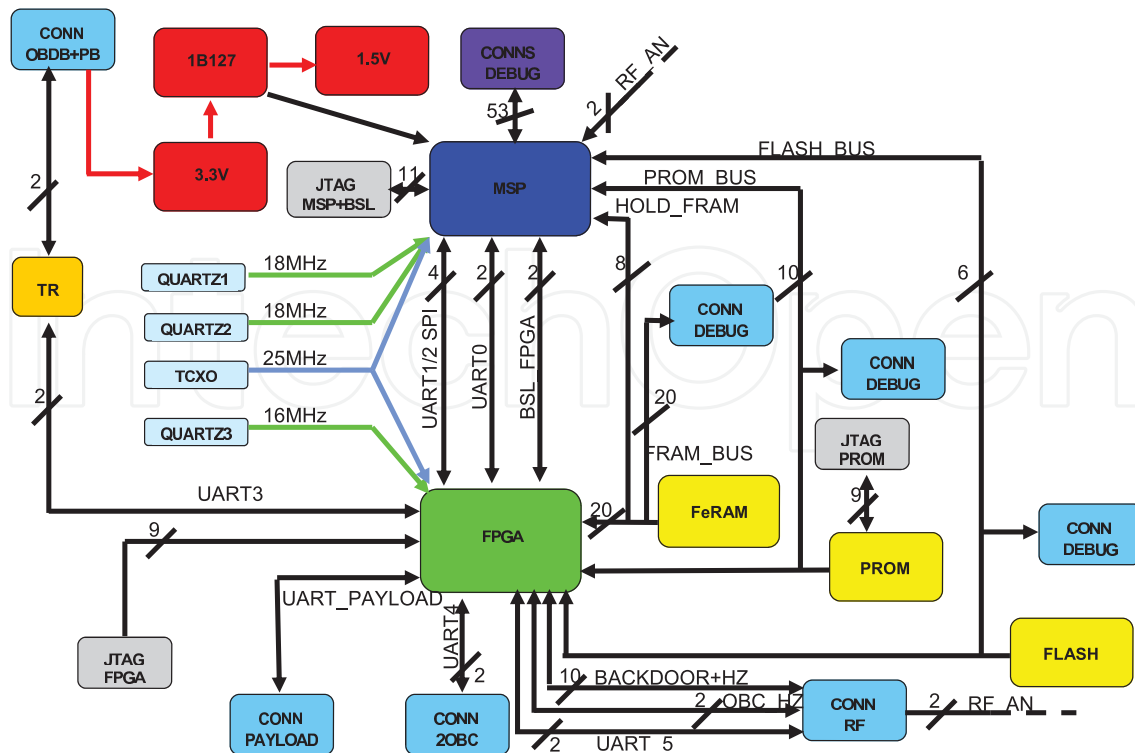 CONN
OBDB+PB
1B127
1.5V
CONNS
DEBUG
RF_AN
2
53
FLASH_BUS
3.3V
2
JTAG
MSP+BSL
11
MSP
PROM_BUS
HOLD_FRAM
TR
QUARTZ1
18MHz
4
2
2
8
10
6
QUARTZ2
18MHz
CONN
DEBUG
TCXO
25MHz
UART1/2 SPI
UART0
BSL_FPGA
CONN
DEBUG
2
QUARTZ3
16MHz
20
JTAG
PROM
FRAM_BUS
UART3
9
20
FeRAM
9
FPGA
CONN
DEBUG
PROM
UART_PAYLOAD
UART4
JTAG
FPGA
2
FLASH
10
BACKDOOR+HZ
CONN
PAYLOAD
CONN
2OBC
2
OBC_HZ
CONN
RF
2
RF_AN
2
UART_5
IntechOpen